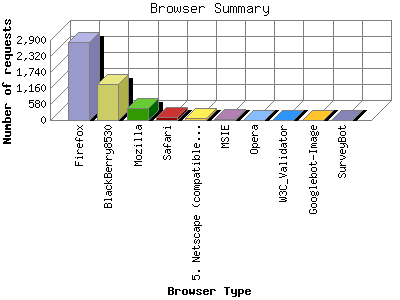 Browser Summary
Number of requests
2,900
2,320
1,740
1,160
580
0
Firefox
BlackBerry8530
Mozilla
Safari
5. Netscape (compatible...
MSIE
Opera
W3C_Validator
Googlebot-Image
SurveyBot
Browser Type